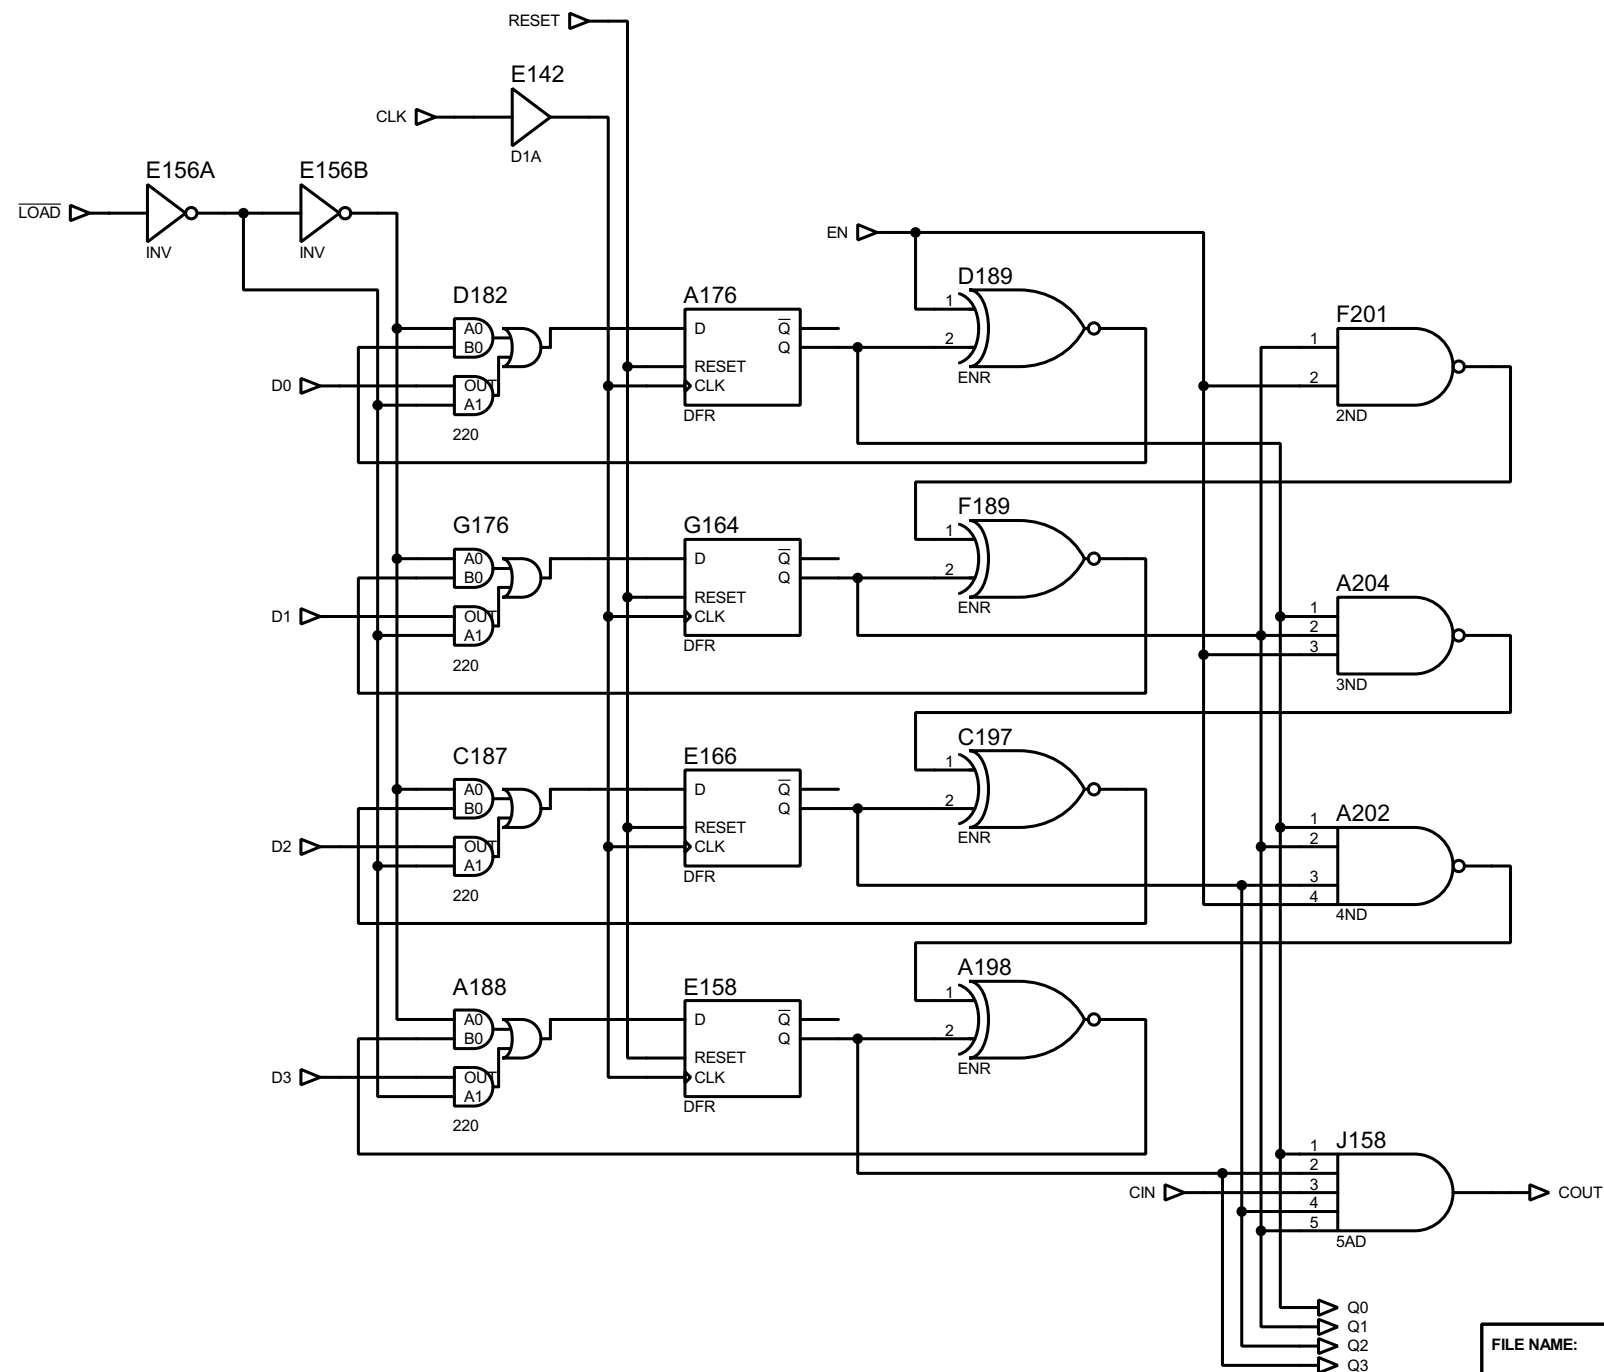 RESET
E142
CLK
D1A
E156A
E156B
LOAD
INV
INV
EN
D189
1
2
ENR
D182
A0
B0
OUT
A1
220
D0
A176
D
Q
Q
RESET
CLK
DFR
F201
1
2
2ND
G176
A0
B0
OUT
A1
220
D1
G164
D
Q
Q
RESET
CLK
DFR
F189
1
2
ENR
A204
1
2
3
3ND
C187
A0
B0
OUT
A1
220
D2
E166
D
Q
Q
RESET
CLK
DFR
C197
1
2
ENR
A202
1
2
3
4
4ND
A188
A0
B0
OUT
A1
220
D3
E158
D
Q
Q
RESET
CLK
DFR
A198
1
2
ENR
J158
1
2
3
4
5
5AD
CIN
COUT
Q0
Q1
Q2
Q3
FILE NAME: